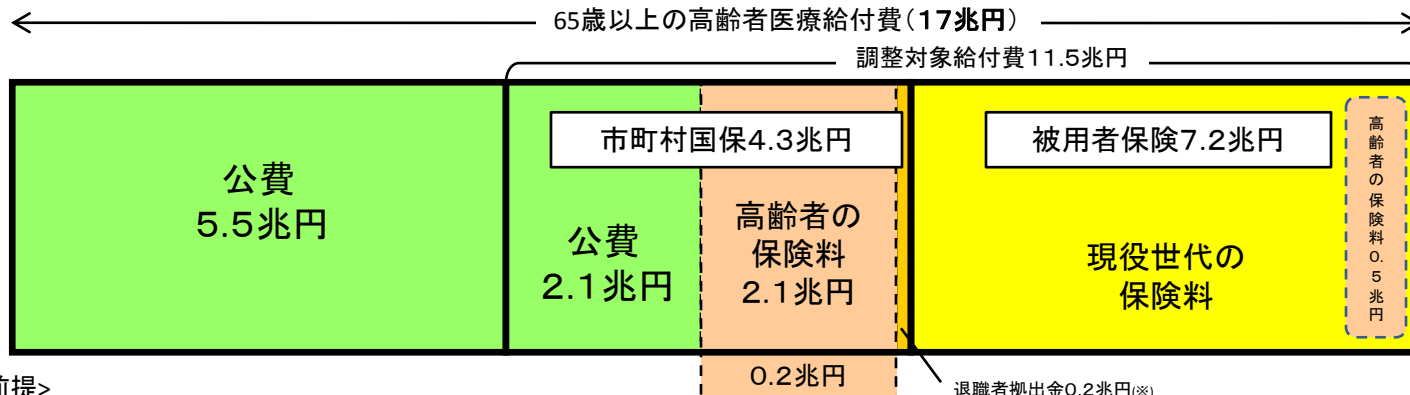 65歳以上の高齢者医療給付費(17兆円)
調整対象給付費11.5兆円
市町村国保4.3兆円
被用者保険7.2兆円
公費
5.5兆円
公費
2.1兆円
高齢者の
保険料
2.1兆円
現役世代の
保険料
高齢者の保険料0.5兆円
0.2兆円
退職者拠出金0.2兆円(※)
前提>